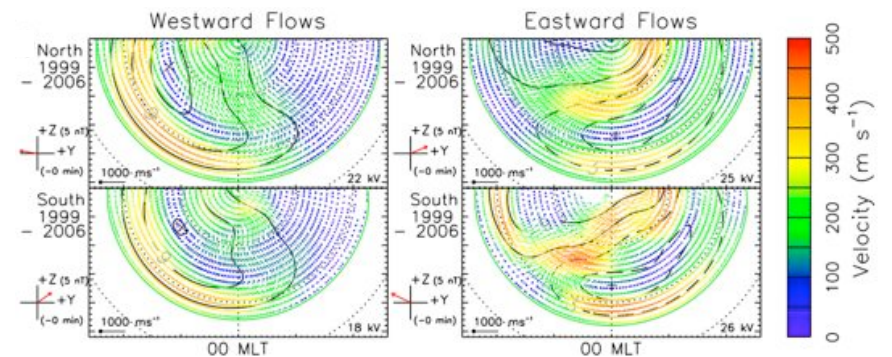 Westward Flows
Eastward Flows
North
1999
- 2006
+Z (5 nT)
+Y
(-0 min)
1000 ms⁻¹
22 kV
North
1999
- 2006
+Z (5 nT)
+Y
(-0 min)
1000 ms⁻¹
25 kV
South
1999
- 2006
+Z (5 nT)
+Y
(-0 min)
1000 ms⁻¹
18 kV
South
1999
- 2006
+Z (5 nT)
+Y
(-0 min)
1000 ms⁻¹
26 kV
00 MLT
00 MLT
500
400
300
200
100
0
Velocity (m s⁻¹)